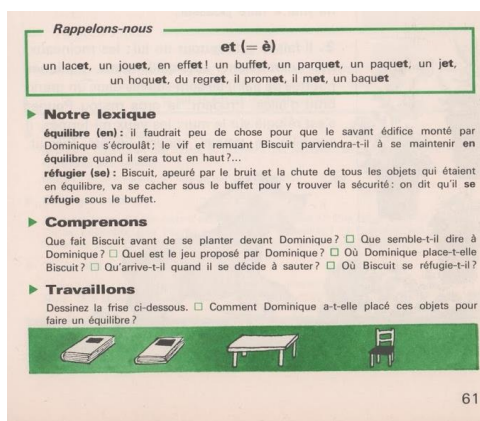 Rappelons-nous
et (= è)
un lacet, un jouet, en effet! un buffet, un parquet, un paquet, un jet,
un hoquet, du regret, il promet, il met, un baquet
Notre lexique
équilibre (en) : il faudrait peu de chose pour que le savant édifice monté par
Dominique s'écroulât; le vif et remuant Biscuit parviendra-t-il à se maintenir en
équilibre quand il sera tout en haut ?...
réfugier (se) : Biscuit, apeuré par le bruit et la chute de tous les objets qui étaient
en équilibre, va se cacher sous le buffet pour y trouver la sécurité : on dit qu'il se
réfugie sous le buffet.
Comprenons
Que fait Biscuit avant de se planter devant Dominique ? □ Que semble-t-il dire à
Dominique ? □ Quel est le jeu proposé par Dominique ? □ Où Dominique place-t-elle
Biscuit ? □ Qu'arrive-t-il quand il se décide à sauter ? □ Où Biscuit se réfugie-t-il ?
Travaillons
Dessinez la frise ci-dessous. □ Comment Dominique a-t-elle placé ces objets pour
faire un équilibre ?
61